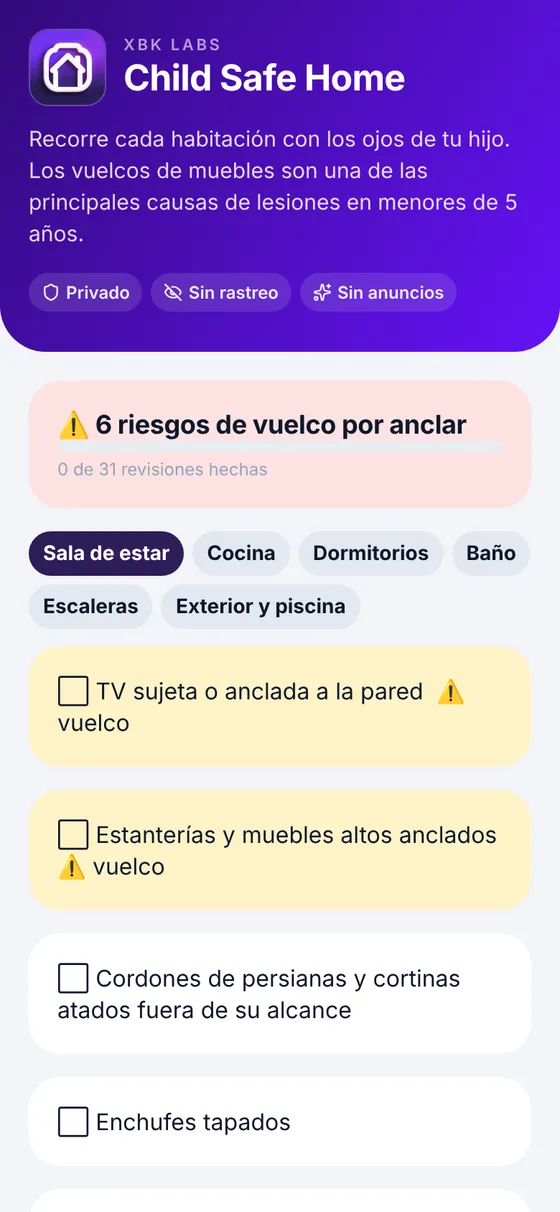 XBK LABS
Child Safe Home
Recorre cada habitación con los ojos de tu hijo.
Los vuelcos de muebles son una de las
principales causas de lesiones en menores de 5
años.
Privado
Sin rastreo
Sin anuncios
⚠️ 6 riesgos de vuelco por anclar
0 de 31 revisiones hechas
Sala de estar
Cocina
Dormitorios
Baño
Escaleras
Exterior y piscina
TV sujeta o anclada a la pared ⚠️
vuelco
Estanterías y muebles altos anclados
⚠️ vuelco
Cordones de persianas y cortinas
atados fuera de su alcance
Enchufes tapados